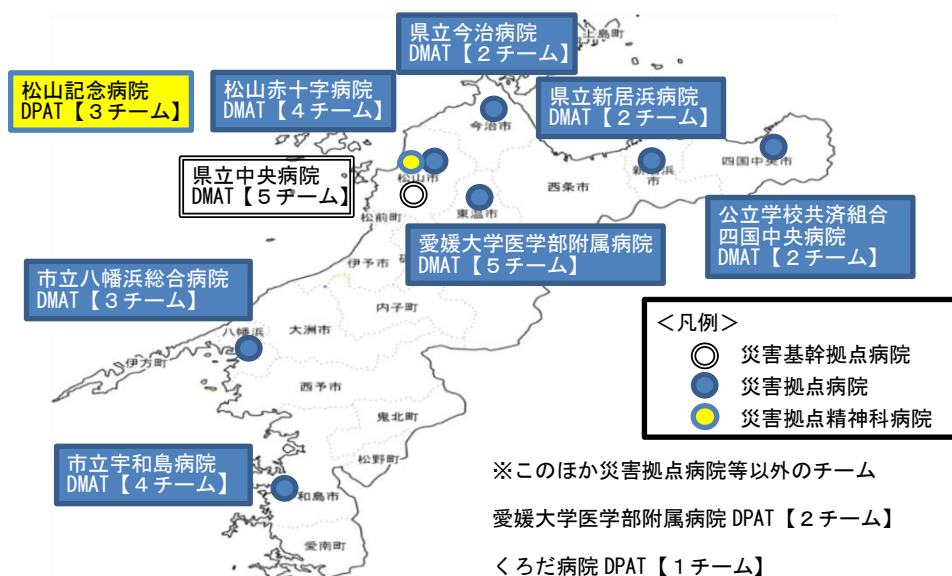 県立今治病院
DMAT【２チーム】
上島町
松山記念病院
DPAT【３チーム】
松山赤十字病院
DMAT【４チーム】
県立新居浜病院
DMAT【２チーム】
今治市
県立中央病院
DMAT【５チーム】
松山市
新居浜市
四国中央市
西条市
東温市
松前町
公立学校共済組合
四国中央病院
DMAT【２チーム】
愛媛大学医学部附属病院
DMAT【５チーム】
伊予市
市立八幡浜総合病院
DMAT【３チーム】
内子町
大洲市
八幡浜
伊方町
西予市
＜凡例＞
災害基幹拠点病院
災害拠点病院
災害拠点精神科病院
鬼北町
松野町
市立宇和島病院
DMAT【４チーム】
和島市
愛南町
※このほか災害拠点病院等以外のチーム
愛媛大学医学部附属病院 DPAT【２チーム】
くろだ病院 DPAT【１チーム】